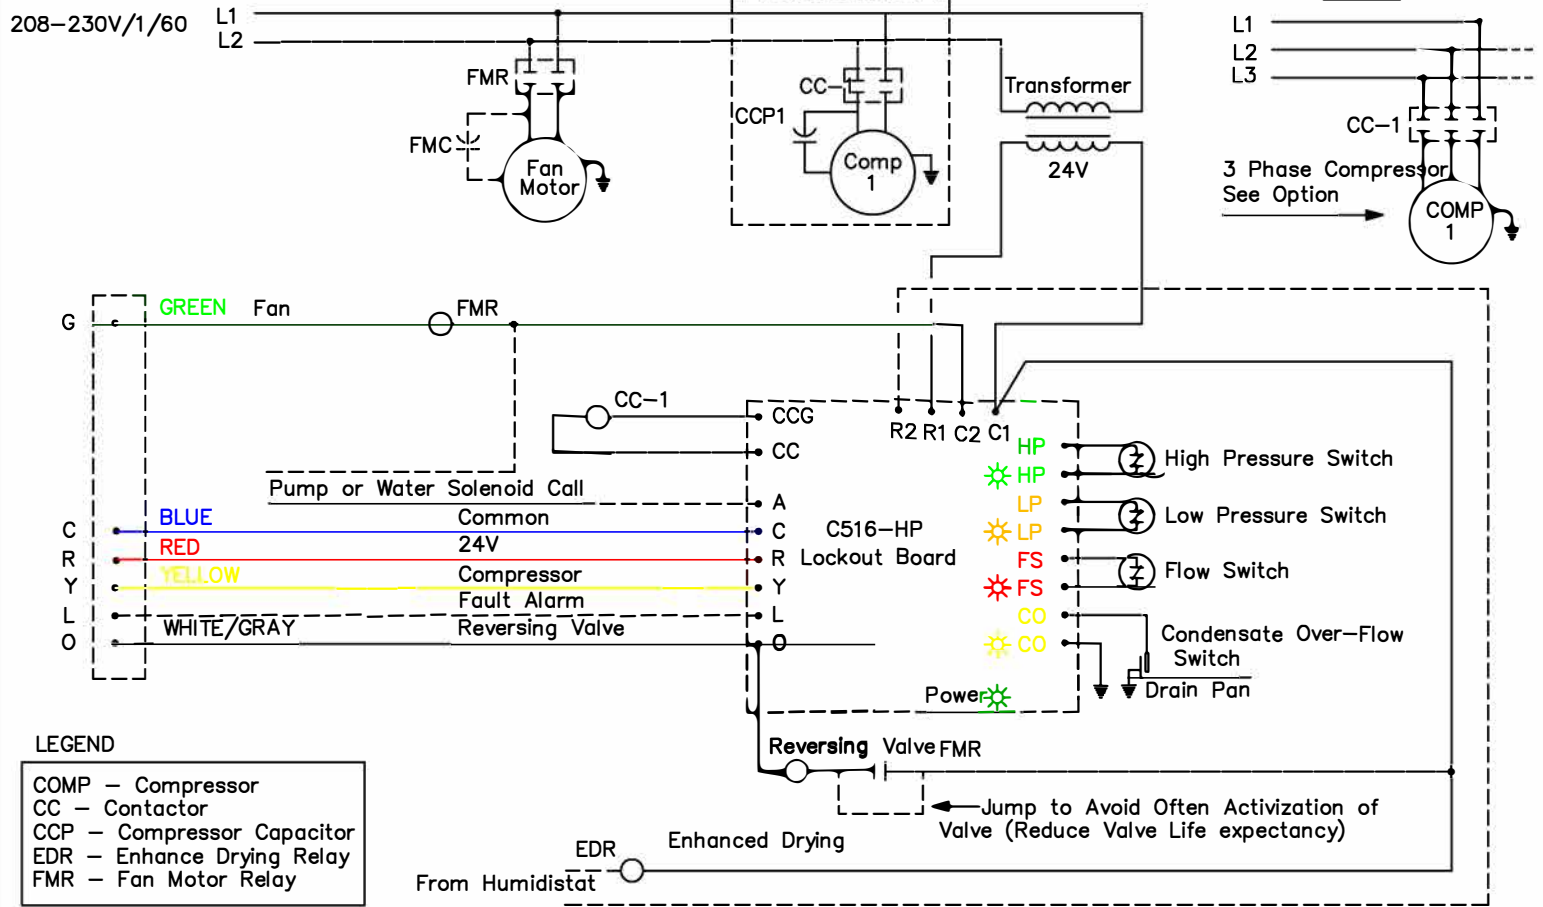 208-230V/1/60
L1
L2
FMR
FMC
Fan
Motor
CC-1
CCP1
Comp
1
Transformer
24V
L1
L2
L3
CC-1
3 Phase Compressor
See Option
COMP
1
G
GREEN
Fan
FMR
CC-1
CCG
CC
R2
R1
C2
C1
Pump or Water Solenoid Call
A
C
BLUE
Common
C
R
RED
24V
R
Y
YELLOW
Compressor
Y
L
Fault Alarm
L
O
WHITE/GRAY
Reversing Valve
O
C516-HP
Lockout Board
HP
HP
High Pressure Switch
LP
LP
Low Pressure Switch
FS
FS
Flow Switch
CO
CO
Condensate Over-Flow
Switch
Drain Pan
Power
Reversing Valve
FMR
Jump to Avoid Often Activization of
Valve (Reduce Valve Life expectancy)
EDR
Enhanced Drying
From Humidistat
LEGEND
COMP - Compressor
CC - Contactor
CCP - Compressor Capacitor
EDR - Enhance Drying Relay
FMR - Fan Motor Relay